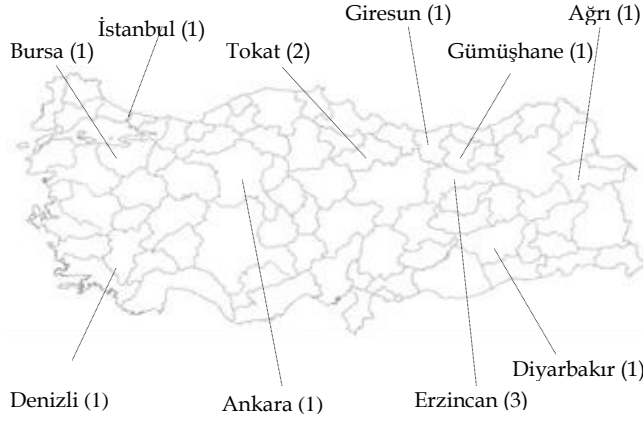 Giresun (1)
Ağrı (1)
İstanbul (1)
Bursa (1)
Tokat (2)
Gümüşhane (1)
Diyarbakır (1)
Denizli (1)
Ankara (1)
Erzincan (3)